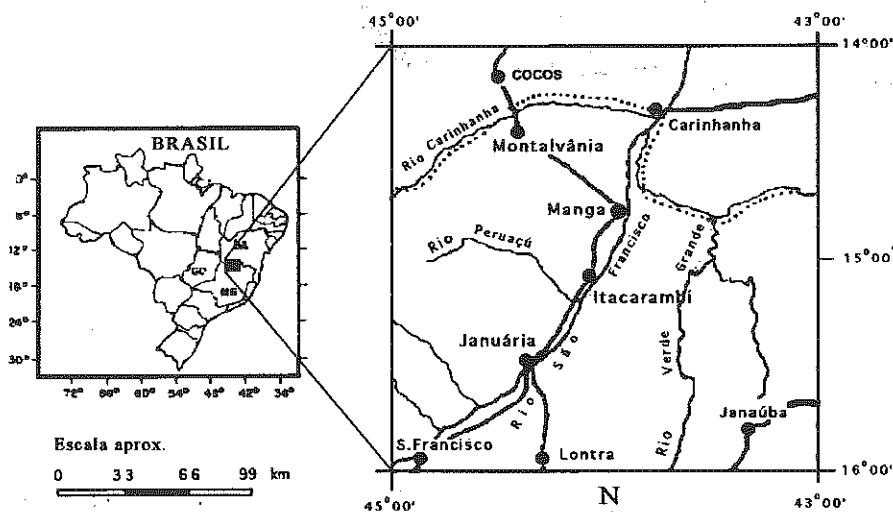 45°00'
43°00'
14°00'
COCOS
Rio Carinhanha
Carinhanha
Montalvânia
BRASIL
0°
6°
12°
18°
24°
30°
BA
GO
MG
72° 60° 54° 48° 42° 36°
Manga
Rio Peruaçú
Francisco
Grande
15°00'
Itacarambi
Januária
São
Verde
Rio
Janaúba
Rio
S.Francisco
Lontra
16°00'
45°00'
N
43°00'
Escala aprox.
0 33 66 99 km